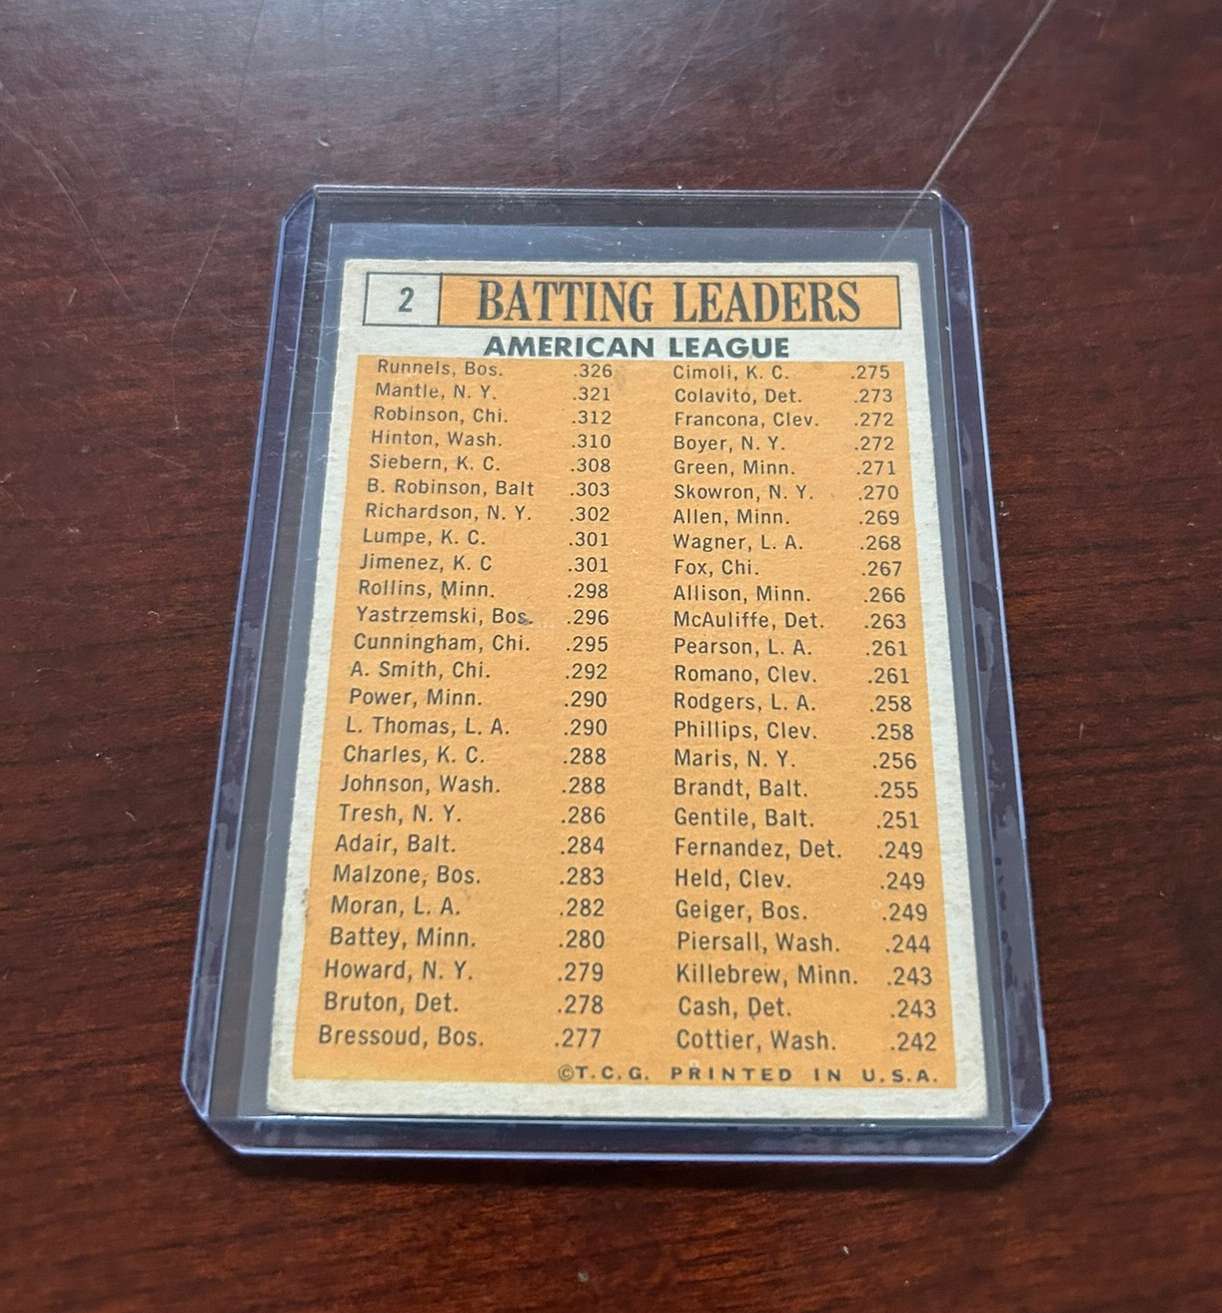 2 BATTING LEADERS
AMERICAN LEAGUE
Runnels, Bos. .326
Mantle, N. Y. .321
Robinson, Chi. .312
Hinton, Wash. .310
Siebern, K. C. .308
B. Robinson, Balt .303
Richardson, N. Y. .302
Lumpe, K. C. .301
Jimenez, K. C .301
Rollins, Minn. .298
Yastrzemski, Bos. .296
Cunningham, Chi. .295
A. Smith, Chi. .292
Power, Minn. .290
L. Thomas, L. A. .290
Charles, K. C. .288
Johnson, Wash. .288
Tresh, N. Y. .286
Adair, Balt. .284
Malzone, Bos. .283
Moran, L. A. .282
Battey, Minn. .280
Howard, N. Y. .279
Bruton, Det. .278
Bressoud, Bos. .277
Cimoli, K. C. .275
Colavito, Det. .273
Francona, Clev. .272
Boyer, N. Y. .272
Green, Minn. .271
Skowron, N. Y. .270
Allen, Minn. .269
Wagner, L. A. .268
Fox, Chi. .267
Allison, Minn. .266
McAuliffe, Det. .263
Pearson, L. A. .261
Romano, Clev. .261
Rodgers, L. A. .258
Phillips, Clev. .258
Maris, N. Y. .256
Brandt, Balt. .255
Gentile, Balt. .251
Fernandez, Det. .249
Held, Clev. .249
Geiger, Bos. .249
Piersall, Wash. .244
Killebrew, Minn. .243
Cash, Det. .243
Cottier, Wash. .242
©T.C.G. PRINTED IN U.S.A.